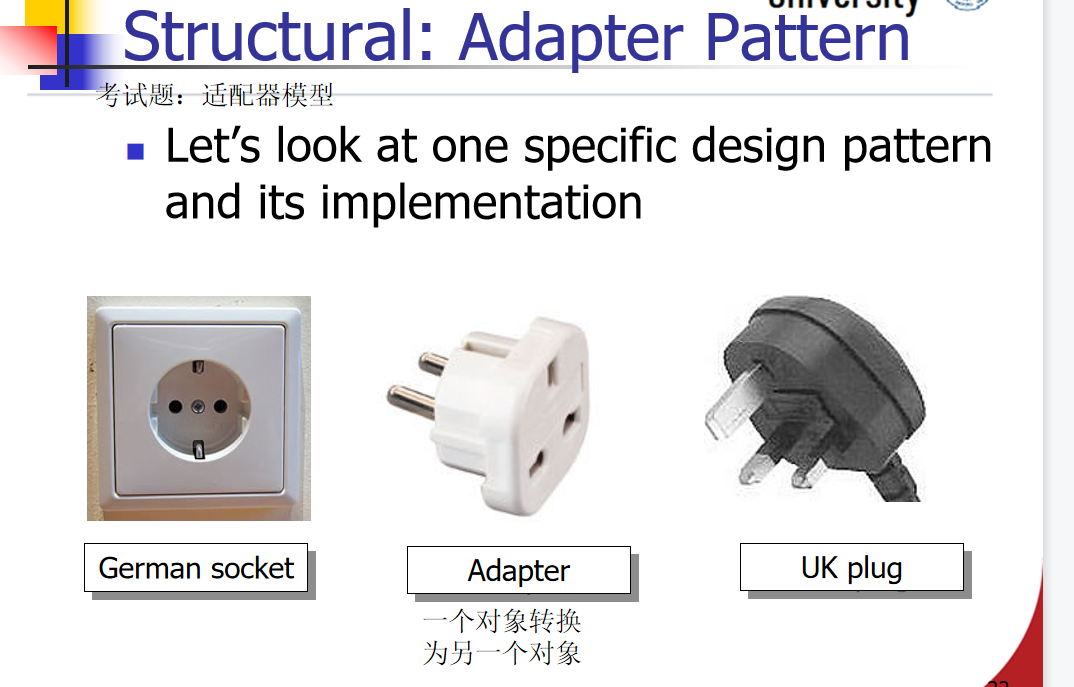 University
Structural: Adapter Pattern
考试题：适配器模型
Let’s look at one specific design pattern
and its implementation
German socket
Adapter
UK plug
一个对象转换
为另一个对象